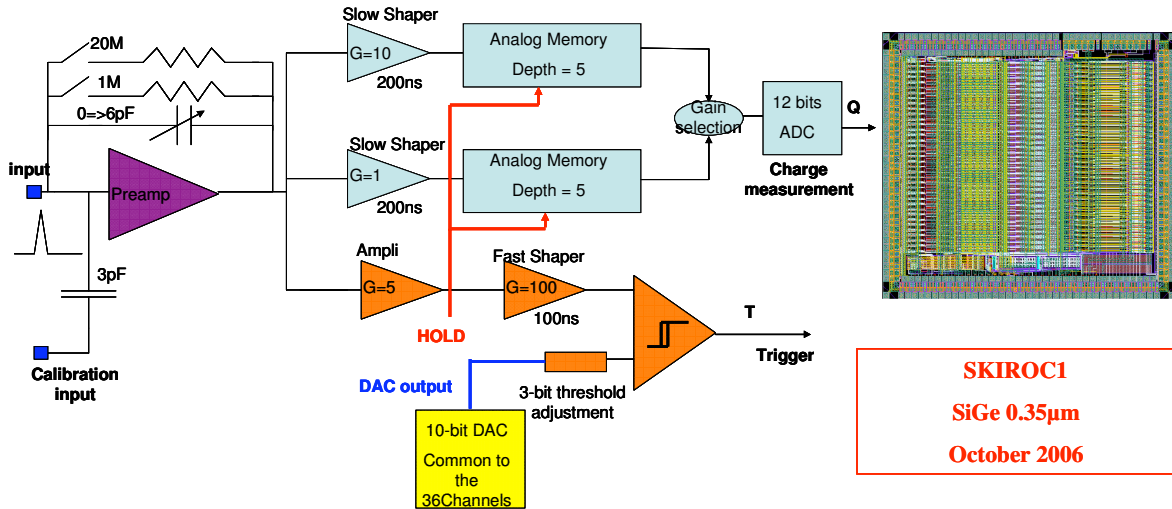 Slow Shaper
20M
G=10
Analog Memory
Depth = 5
200ns
1M
0=>6pF
Gain
selection
12 bits
ADC
Q
Charge
measurement
input
Preamp
Slow Shaper
G=1
Analog Memory
Depth = 5
200ns
3pF
Ampli
G=5
Fast Shaper
G=100
100ns
HOLD
T
Trigger
Calibration
input
DAC output
3-bit threshold
adjustment
10-bit DAC
Common to
the
36Channels
SKIROC1
SiGe 0.35µm
October 2006